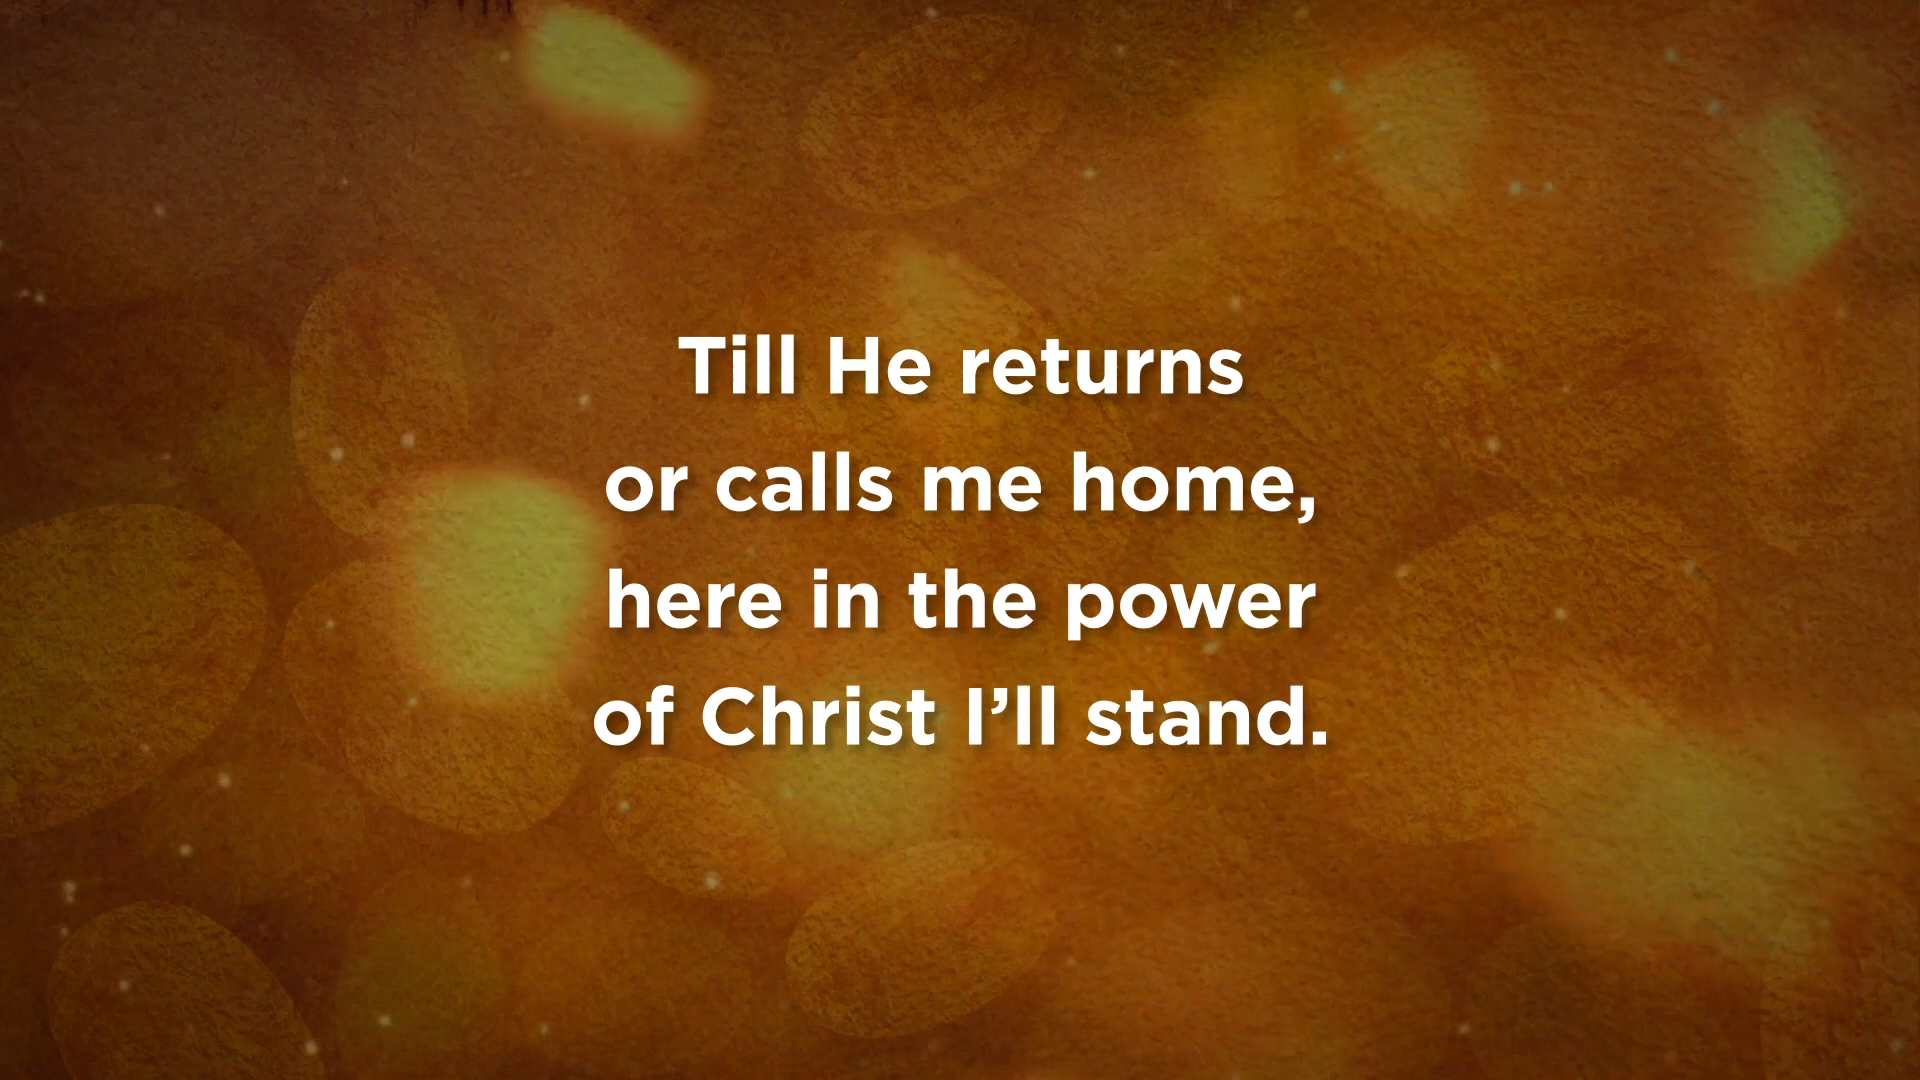 Till He returns
or calls me home,
here in the power
of Christ I’ll stand.